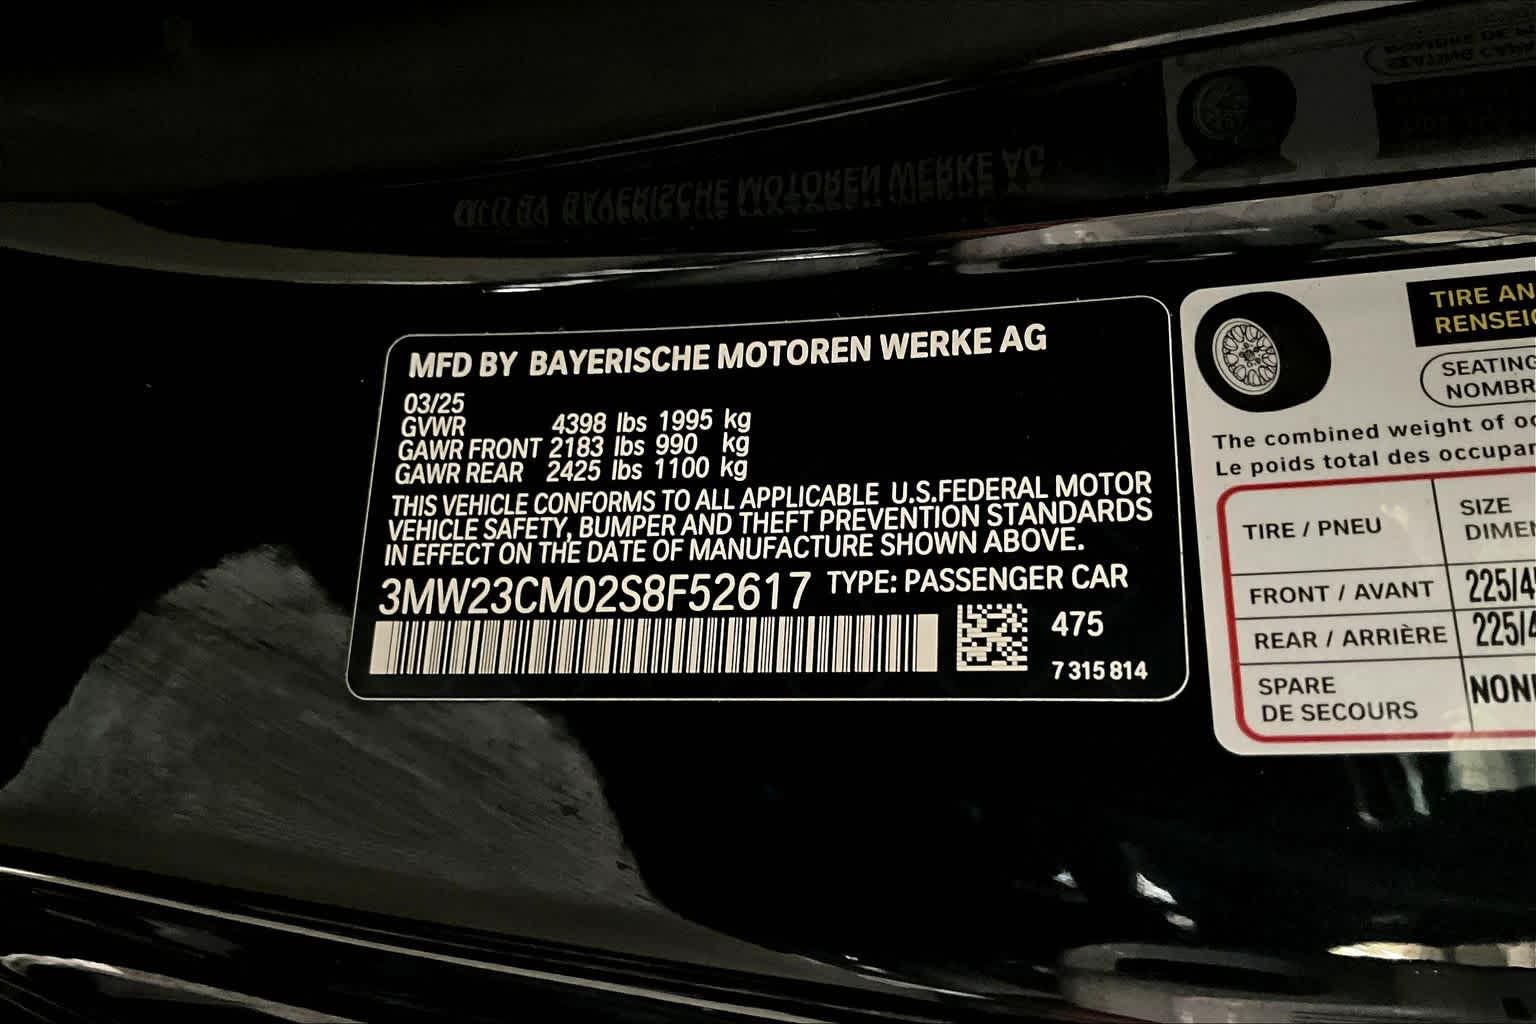 MFD BY BAYERISCHE MOTOREN WERKE AG
03/25
GVWR 4398 lbs 1995 kg
GAWR FRONT 2183 lbs 990 kg
GAWR REAR 2425 lbs 1100 kg
THIS VEHICLE CONFORMS TO ALL APPLICABLE U.S.FEDERAL MOTOR
VEHICLE SAFETY, BUMPER AND THEFT PREVENTION STANDARDS
IN EFFECT ON THE DATE OF MANUFACTURE SHOWN ABOVE.
3MW23CM02S8F52617 TYPE: PASSENGER CAR
475
7 315 814
TIRE AN
RENSEI
SEATING
NOMBR
The combined weight of oc
Le poids total des occupan
TIRE / PNEU
SIZE
DIME
FRONT / AVANT 225/4
REAR / ARRIÈRE 225/4
SPARE
DE SECOURS
NON